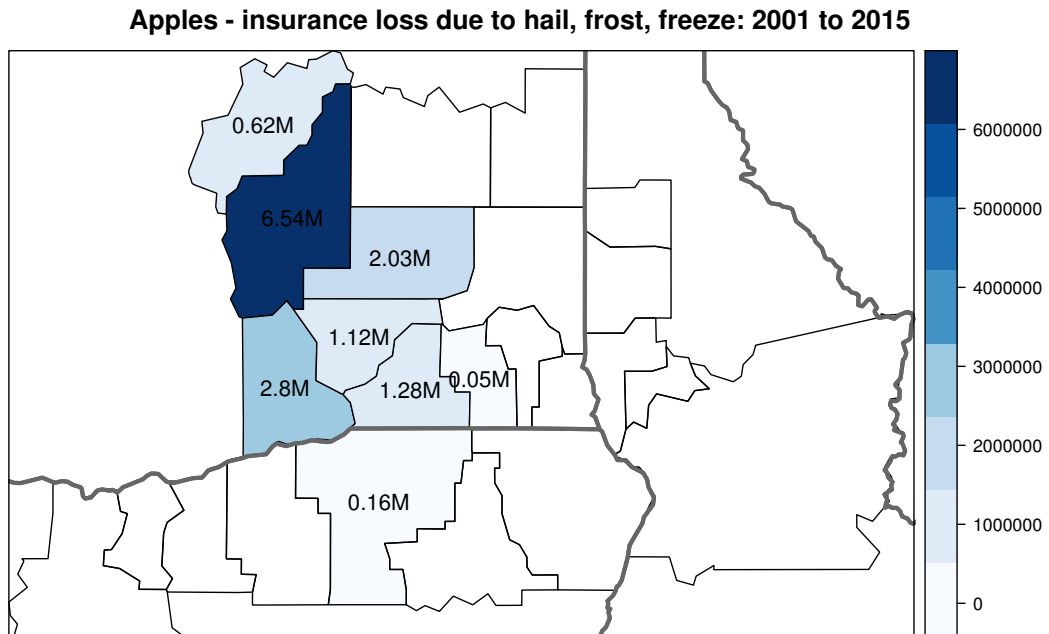 Apples - insurance loss due to hail, frost, freeze: 2001 to 2015
0.62M
6.54M
2.03M
1.12M
2.8M
1.28M
0.05M
0.16M
6000000
5000000
4000000
3000000
2000000
1000000
0